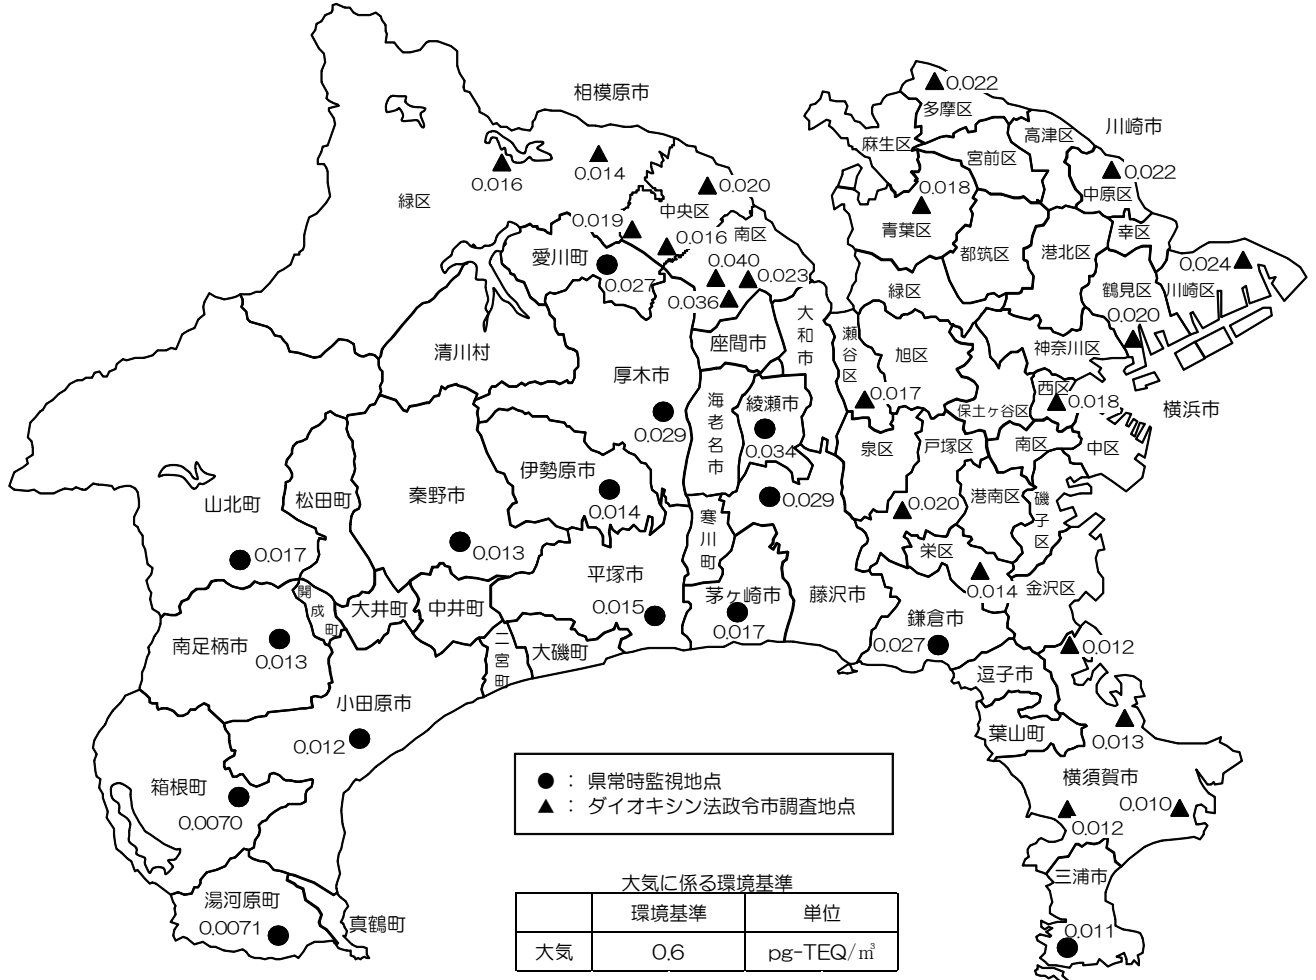 相模原市
緑区
0.016
0.014
0.020
中央区
0.019
0.016
南区
0.040
0.023
0.036
愛川町
0.027
清川村
厚木市
0.029
座間市
大和市
海老名市
綾瀬市
0.034
伊勢原市
0.014
秦野市
0.013
松田町
山北町
0.017
開成町
大井町
中井町
平塚市
0.015
寒川町
茅ヶ崎市
0.017
0.029
藤沢市
南足柄市
0.013
小田原市
0.012
二宮町
大磯町
箱根町
0.0070
湯河原町
0.0071
真鶴町
川崎市
0.022
多摩区
麻生区
宮前区
高津区
0.022
中原区
幸区
0.024
川崎区
横浜市
0.018
青葉区
都筑区
港北区
緑区
鶴見区
0.020
神奈川区
瀬谷区
0.017
旭区
保土ヶ谷区
西区
0.018
泉区
戸塚区
0.020
南区
中区
港南区
磯子区
栄区
0.014
金沢区
鎌倉市
0.027
逗子市
葉山町
0.012
0.013
横須賀市
0.012
0.010
三浦市
0.011
● : 県常時監視地点
▲ : ダイオキシン法政令市調査地点
大気に係る環境基準
環境基準 単位
大気 0.6 pg-TEQ/㎥